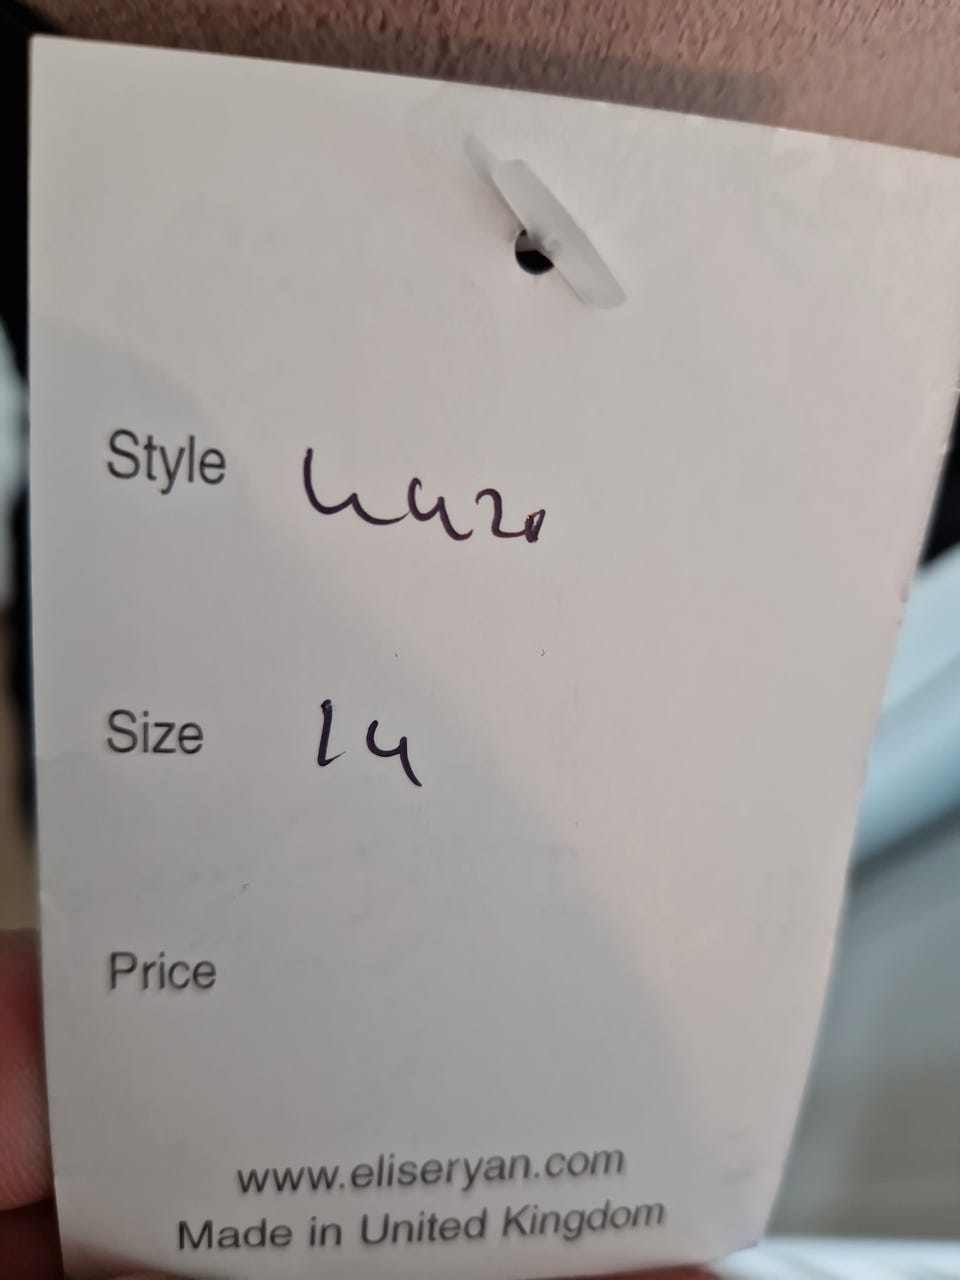 Style 4420
Size 14
Price
www.eliseryan.com
Made in United Kingdom